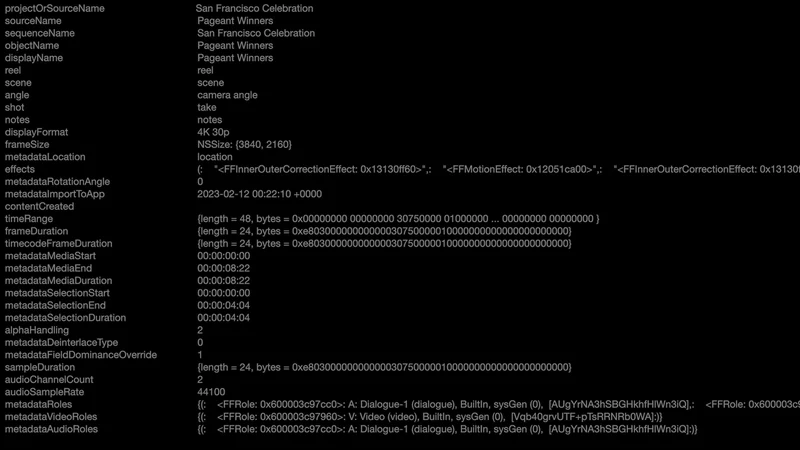 projectOrSourceName San Francisco Celebration
sourceName Pageant Winners
sequenceName San Francisco Celebration
objectName Pageant Winners
displayName Pageant Winners
reel reel
scene scene
angle camera angle
shot take
notes notes
displayFormat 4K 30p
frameSize NSSize: {3840, 2160}
metadataLocation location
effects (: "<FFInnerOuterCorrectionEffect: 0x13130ff60>",: "<FFMotionEffect: 0x12051ca00>",: "<FFInnerOuterCorrectionEffect: 0x13130f
metadataRotationAngle 0
metadataImportToApp 2023-02-12 00:22:10 +0000
contentCreated
timeRange {length = 48, bytes = 0x00000000 00000000 30750000 01000000 ... 00000000 00000000 }
frameDuration {length = 24, bytes = 0xe803000000000000307500000100000000000000000000000}
timecodeFrameDuration {length = 24, bytes = 0xe803000000000000307500000100000000000000000000000}
metadataMediaStart 00:00:00:00
metadataMediaEnd 00:00:08:22
metadataMediaDuration 00:00:08:22
metadataSelectionStart 00:00:00:00
metadataSelectionEnd 00:00:04:04
metadataSelectionDuration 00:00:04:04
alphaHandling 2
metadataDeinterlaceType 0
metadataFieldDominanceOverride 1
sampleDuration {length = 24, bytes = 0xe803000000000000307500000100000000000000000000000}
audioChannelCount 2
audioSampleRate 44100
metadataRoles {(: <FFRole: 0x600003c97cc0>: A: Dialogue-1 (dialogue), BuiltIn, sysGen (0), [AUgYrNA3hSBGHkhfHlWn3iQ],: <FFRole: 0x600003c9
metadataVideoRoles {(: <FFRole: 0x600003c97960>: V: Video (video), BuiltIn, sysGen (0), [Vqb40grvUTF+pTsRRNRb0WA]:)}
metadataAudioRoles {(: <FFRole: 0x600003c97cc0>: A: Dialogue-1 (dialogue), BuiltIn, sysGen (0), [AUgYrNA3hSBGHkhfHlWn3iQ]:)}